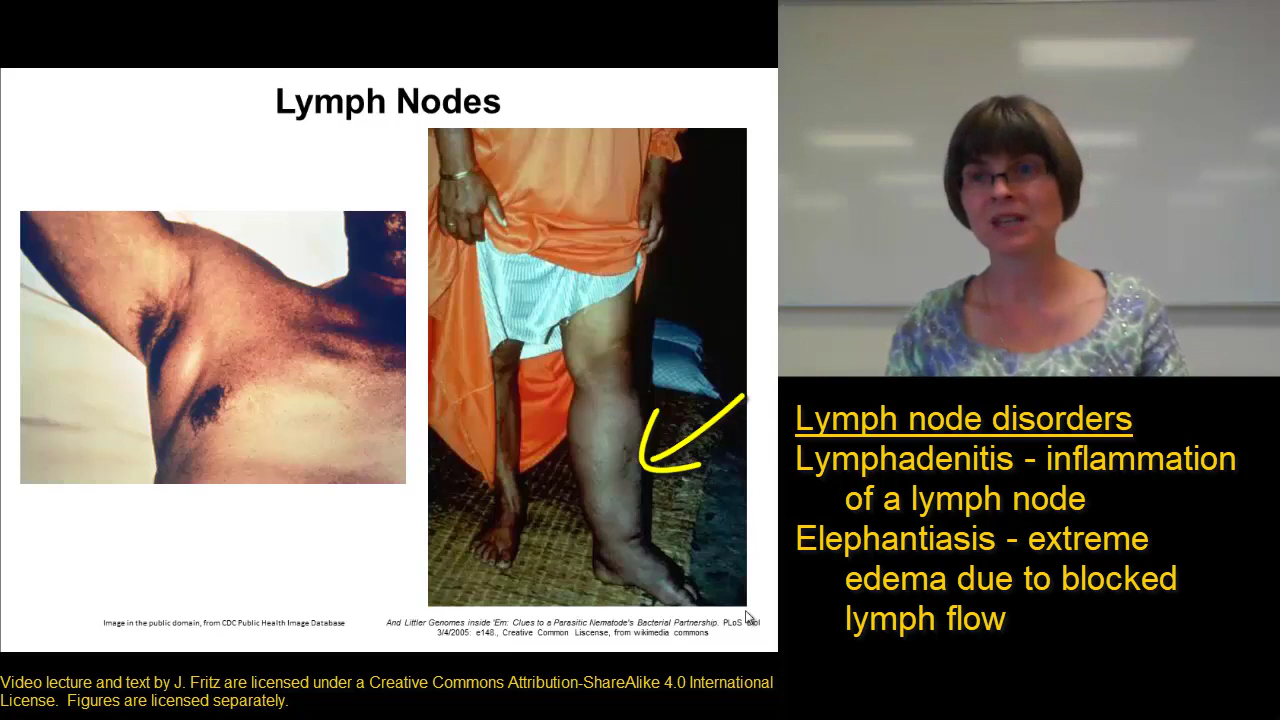 Lymph Nodes
Image in the public domain, from CDC Public Health Image Database
And Littler Genomes inside 'Em: Clues to a Parasitic Nematode's Bacterial Partnership. PLoS
3/4/2005: e148., Creative Common Liscense, from wikimedia commons
Lymph node disorders
Lymphadenitis - inflammation
of a lymph node
Elephantiasis - extreme
edema due to blocked
lymph flow
Video lecture and text by J. Fritz are licensed under a Creative Commons Attribution-ShareAlike 4.0 International
License. Figures are licensed separately.